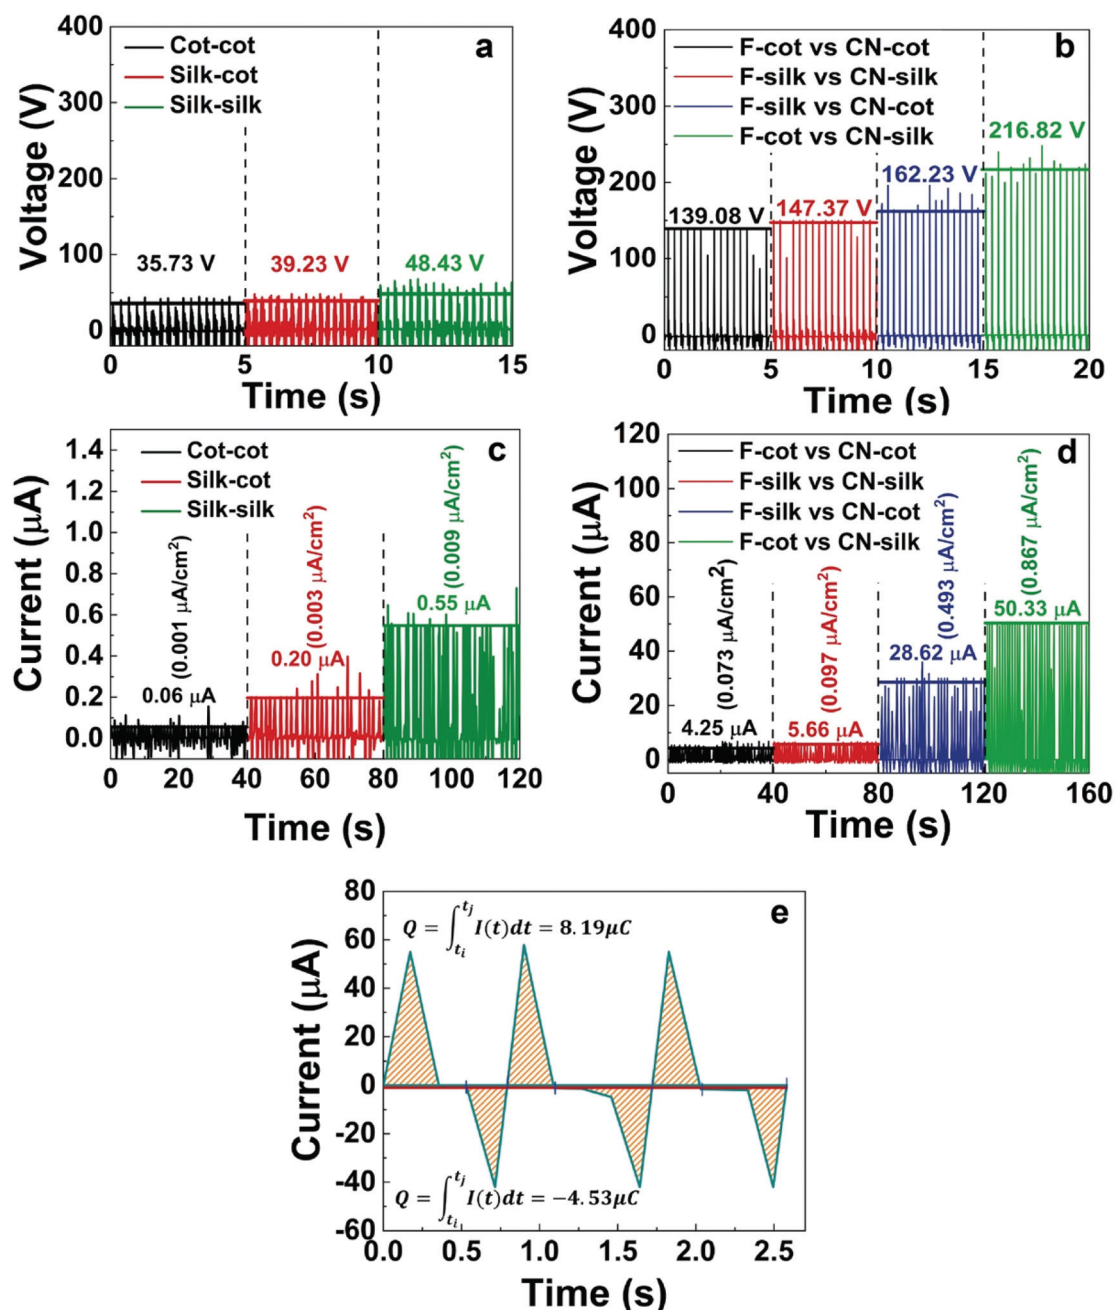 a
Cot-cot
Silk-cot
Silk-silk
35.73 V
39.23 V
48.43 V
400
300
200
100
0
0 5 10 15
Voltage (V)
Time (s)
b
F-cot vs CN-cot
F-silk vs CN-silk
F-silk vs CN-cot
F-cot vs CN-silk
139.08 V
147.37 V
162.23 V
216.82 V
400
300
200
100
0
0 5 10 15 20
Voltage (V)
Time (s)
c
Cot-cot
Silk-cot
Silk-silk
0.06 μA
(0.001 μA/cm²)
0.20 μA
(0.003 μA/cm²)
0.55 μA
(0.009 μA/cm²)
1.4
1.2
1.0
0.8
0.6
0.4
0.2
0.0
0 20 40 60 80 100 120
Current (μA)
Time (s)
d
F-cot vs CN-cot
F-silk vs CN-silk
F-silk vs CN-cot
F-cot vs CN-silk
4.25 μA
(0.073 μA/cm²)
5.66 μA
(0.097 μA/cm²)
28.62 μA
(0.493 μA/cm²)
50.33 μA
(0.867 μA/cm²)
120
100
80
60
40
20
0
0 40 80 120 160
Current (μA)
Time (s)
e
Q = ∫_{t_i}^{t_j} I(t)dt = 8.19μC
Q = ∫_{t_i}^{t_j} I(t)dt = −4.53μC
80
60
40
20
0
-20
-40
-60
0.0 0.5 1.0 1.5 2.0 2.5
Current (μA)
Time (s)